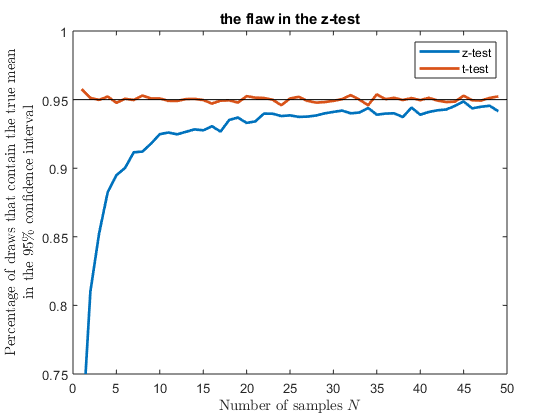 the flaw in the z-test
z-test
t-test
1
0.95
0.9
0.85
0.8
0.75
Percentage of draws that contain the true mean
in the 95% confidence interval
0
5
10
15
20
25
30
35
40
45
50
Number of samples N